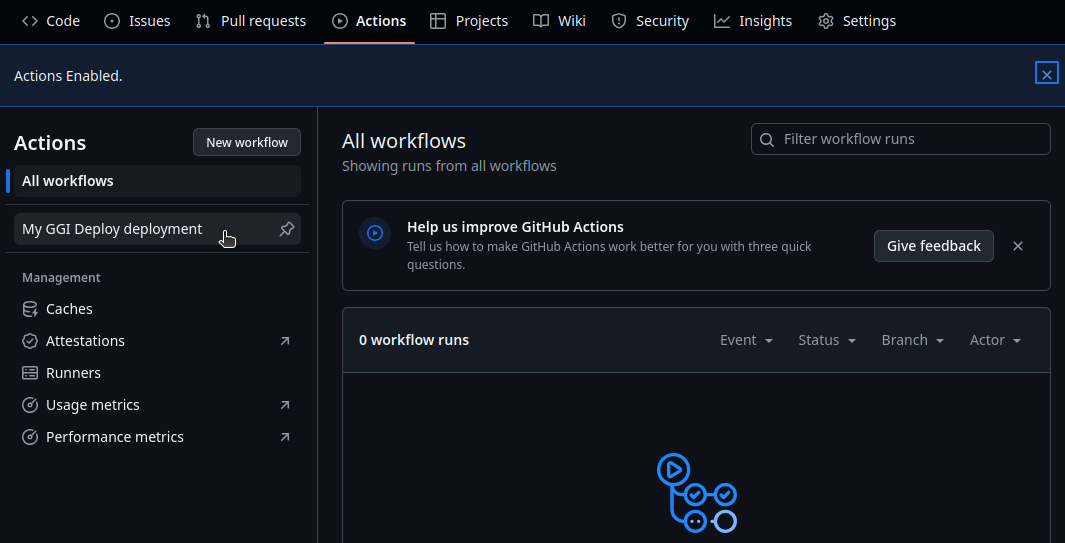 Code Issues Pull requests Actions Projects Wiki Security Insights Settings
Actions Enabled.
Actions New workflow
All workflows
My GGI Deploy deployment
Management
Caches
Attestations
Runners
Usage metrics
Performance metrics
All workflows
Showing runs from all workflows
Filter workflow runs
Help us improve GitHub Actions
Tell us how to make GitHub Actions work better for you with three quick
questions.
Give feedback
0 workflow runs Event Status Branch Actor